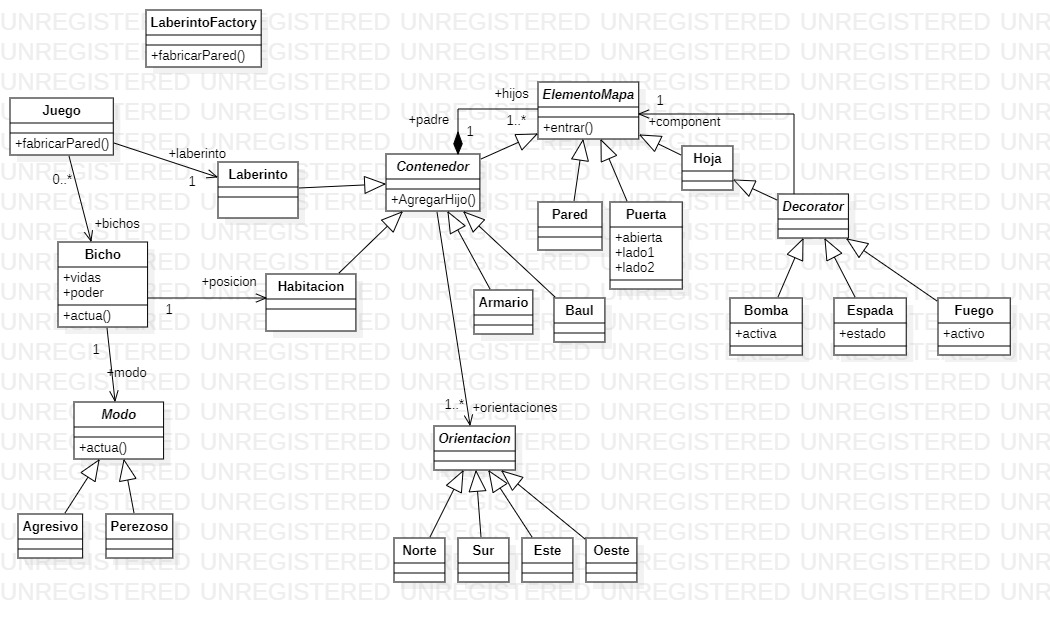 LaberintoFactory
+fabricarPared()
Juego
+fabricarPared()
+laberinto
1
Laberinto
0..*
+bichos
Bicho
+vidas
+poder
+actua()
+posicion
1
Habitacion
1
+modo
Modo
+actua()
Agresivo
Perezoso
+hijos
1..*
+padre
1
Contenedor
+AgregarHijo()
ElementoMapa
+entrar()
1
+component
Hoja
Decorator
Pared
Puerta
+abierta
+lado1
+lado2
Armario
Baul
Bomba
+activa
Espada
+estado
Fuego
+activo
1..*
+orientaciones
Orientacion
Norte
Sur
Este
Oeste
UNREGISTERED UNREGISTERED UNREGISTERED UNREGISTERED UNREGISTERED UNR